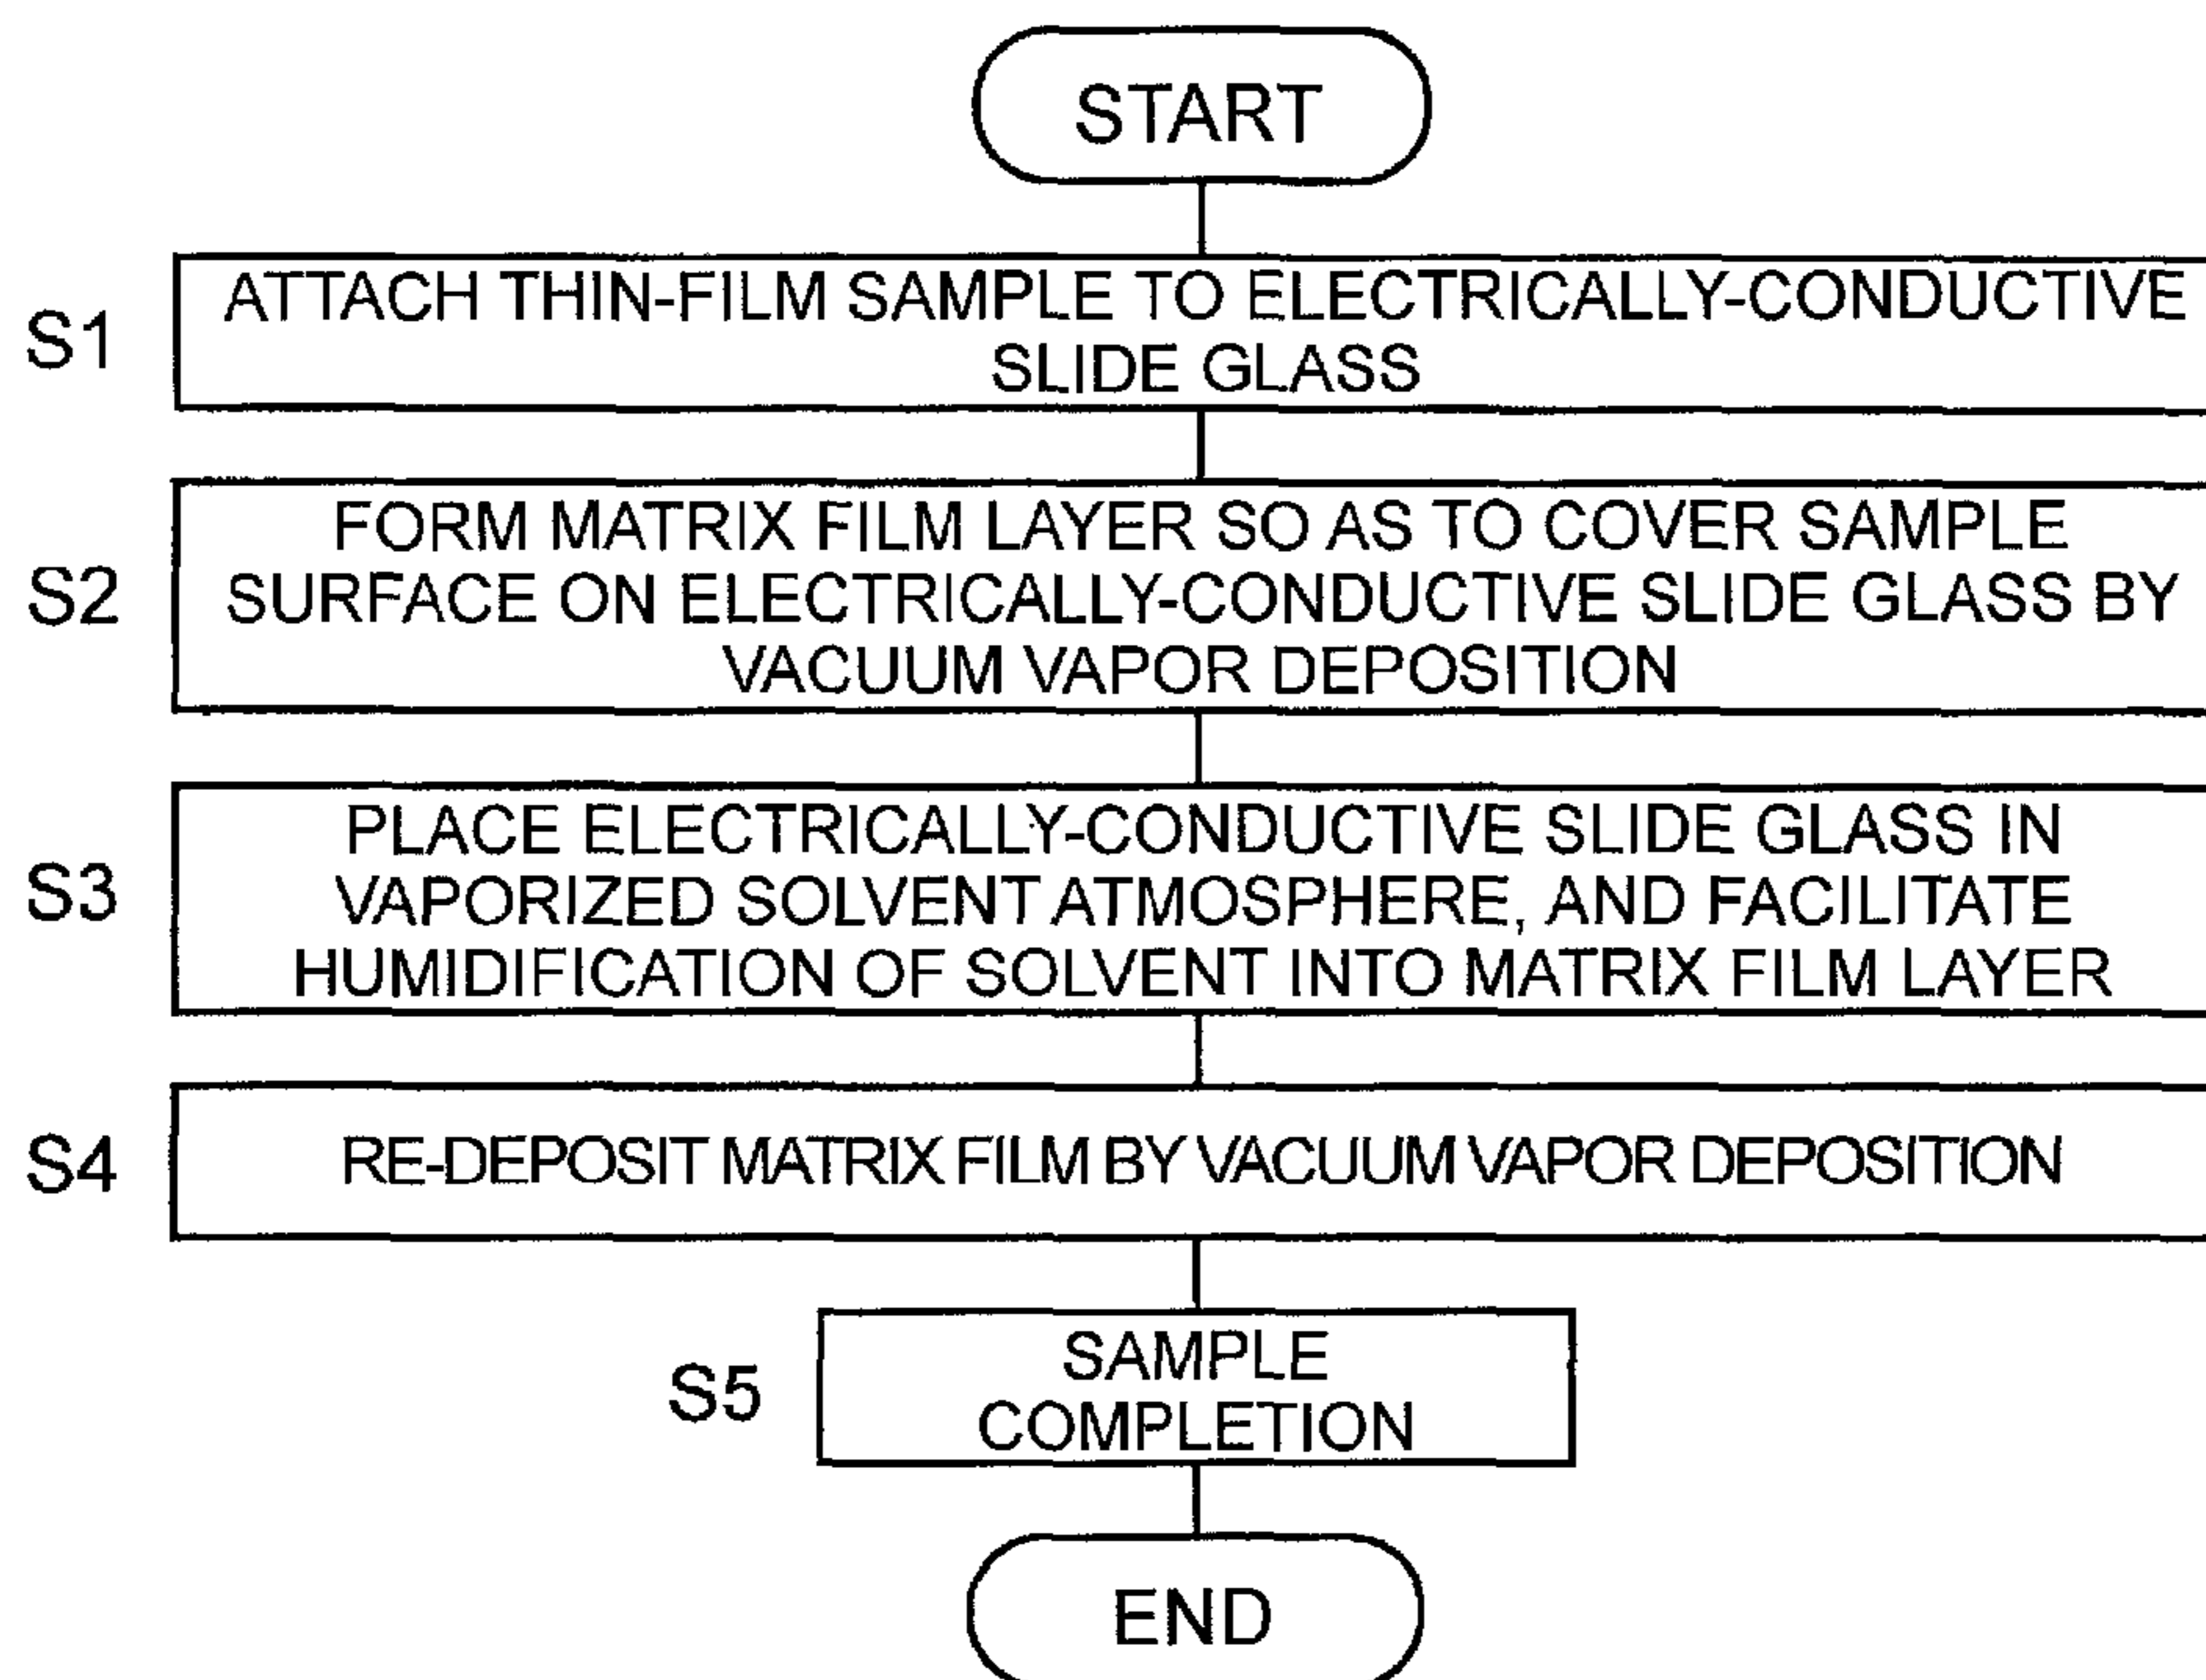 START
S1
ATTACH THIN-FILM SAMPLE TO ELECTRICALLY-CONDUCTIVE
SLIDE GLASS
S2
FORM MATRIX FILM LAYER SO AS TO COVER SAMPLE
SURFACE ON ELECTRICALLY-CONDUCTIVE SLIDE GLASS BY
VACUUM VAPOR DEPOSITION
S3
PLACE ELECTRICALLY-CONDUCTIVE SLIDE GLASS IN
VAPORIZED SOLVENT ATMOSPHERE, AND FACILITATE
HUMIDIFICATION OF SOLVENT INTO MATRIX FILM LAYER
S4
RE-DEPOSIT MATRIX FILM BY VACUUM VAPOR DEPOSITION
S5
SAMPLE
COMPLETION
END